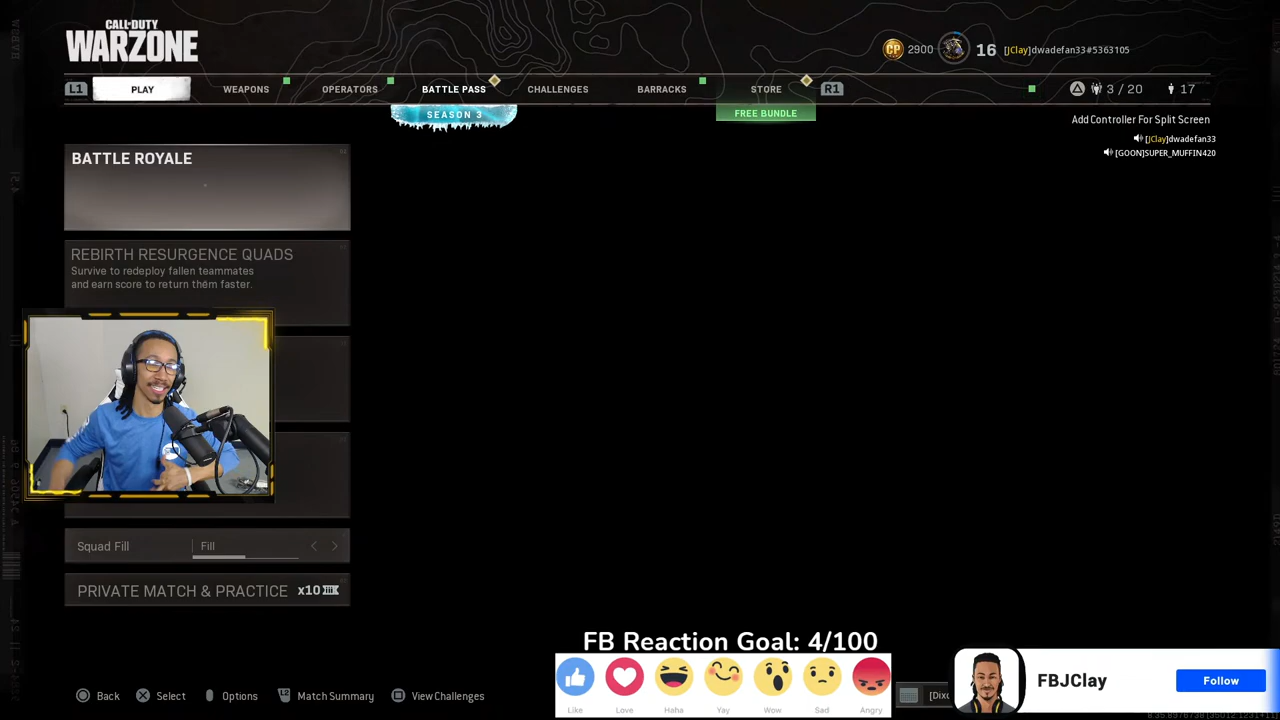 CALL OF DUTY
WARZONE
2900
16
[JClay]dwadefan33#5363105
L1
PLAY
WEAPONS
OPERATORS
BATTLE PASS
CHALLENGES
BARRACKS
STORE
R1
3 / 20
17
SEASON 3
FREE BUNDLE
Add Controller For Split Screen
[JClay]dwadefan33
[GOON]SUPER_MUFFIN420
BATTLE ROYALE
REBIRTH RESURGENCE QUADS
Survive to redeploy fallen teammates
and earn score to return them faster.
Squad Fill
Fill
PRIVATE MATCH & PRACTICE
x10
FB Reaction Goal: 4/100
Like
Love
Haha
Yay
Wow
Sad
Angry
FBJClay
Follow
Back
Select
Options
Match Summary
View Challenges